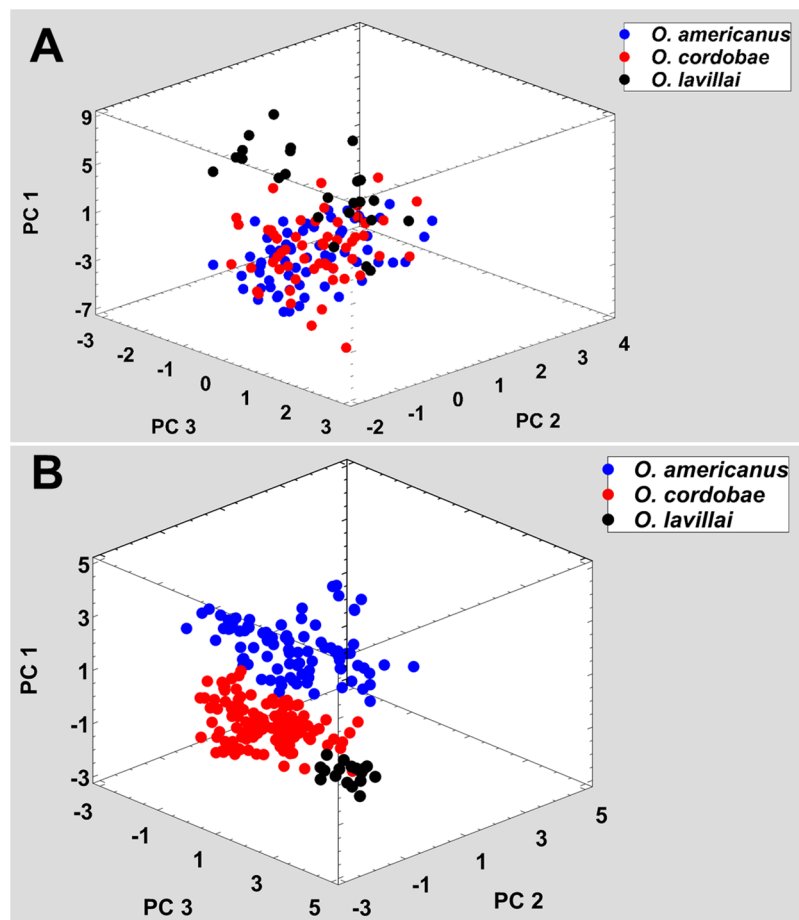 A
O. americanus
O. cordobae
O. lavillai
9
5
1
-3
-7
PC 1
-3
-2
-1
0
1
2
3
PC 3
-2
-1
0
1
2
3
4
PC 2
B
O. americanus
O. cordobae
O. lavillai
5
3
1
-1
-3
PC 1
-3
-1
1
3
5
PC 3
-3
-1
1
3
5
PC 2